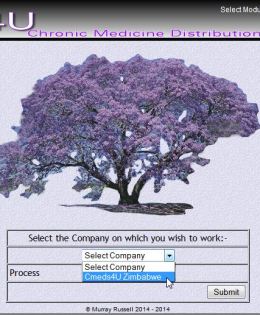 Select Modu
4U
Chronic Medicine Distribution
Select the Company on which you wish to work:-
Select Company
Select Company
Cmeds4U Zimbabwe
Process
Submit
© Murray Russell 2014 - 2014